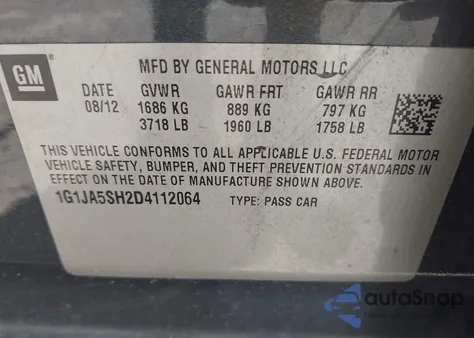 GM
MFD BY GENERAL MOTORS LLC
DATE GVWR GAWR FRT GAWR RR
08/12 1686 KG 889 KG 797 KG
3718 LB 1960 LB 1758 LB
THIS VEHICLE CONFORMS TO ALL APPLICABLE U.S. FEDERAL MOTOR
VEHICLE SAFETY, BUMPER, AND THEFT PREVENTION STANDARDS IN
EFFECT ON THE DATE OF MANUFACTURE SHOWN ABOVE.
1G1JA5SH2D4112064 TYPE: PASS CAR
autoSnap